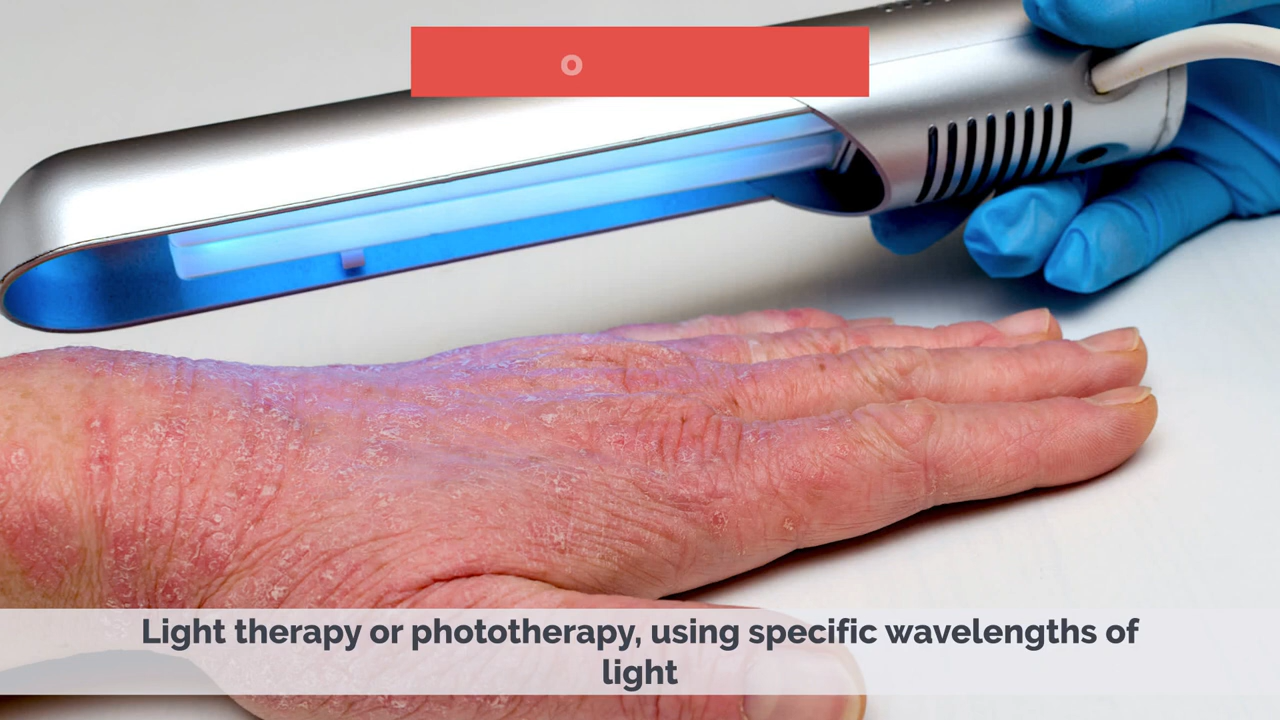 o
Light therapy or phototherapy, using specific wavelengths of
light